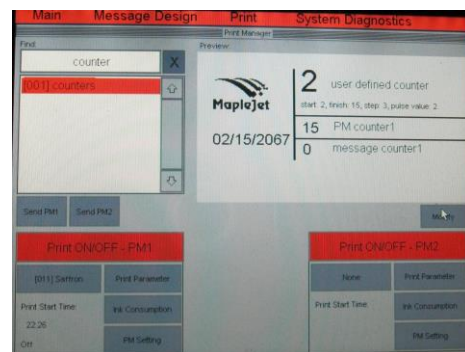 Main Message Design Print System Diagnostics
Print Manager
Find
Preview:
counter X
[001] counters
MapleJet
02/15/2067
2 user defined counter
start: 2, finish: 15, step: 3, pulse value: 2
15 PM counter1
0 message counter1
Send PM1 Send PM2
Modify
Print ON/OFF - PM1
[011] Saffron Print Parameter
Print Start Time:
22:26
Ink Consumption
Off
PM Setting
Print ON/OFF - PM2
None Print Parameter
Print Start Time:
Ink Consumption
PM Setting